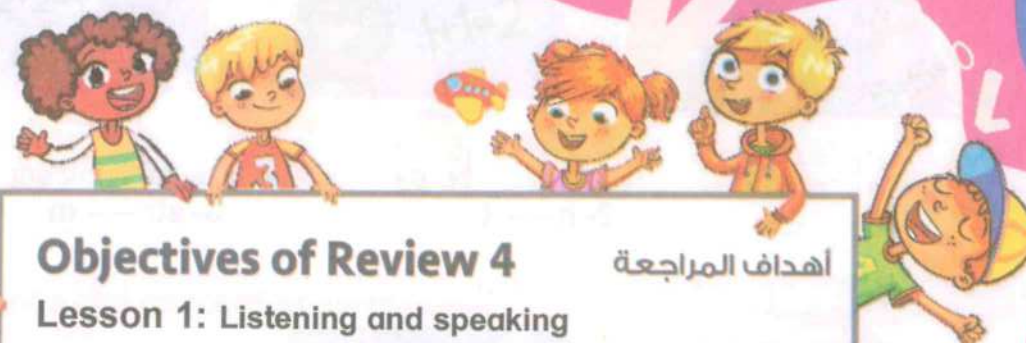 Objectives of Review 4 أهداف المراجعة
Lesson 1: Listening and speaking